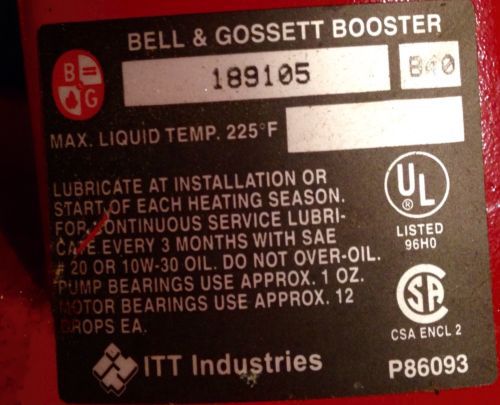 BELL & GOSSETT BOOSTER
B
G
189105
B40
MAX. LIQUID TEMP. 225°F
LUBRICATE AT INSTALLATION OR
START OF EACH HEATING SEASON.
FOR CONTINUOUS SERVICE LUBRI-
CATE EVERY 3 MONTHS WITH SAE
# 20 OR 10W-30 OIL. DO NOT OVER-OIL.
PUMP BEARINGS USE APPROX. 1 OZ.
MOTOR BEARINGS USE APPROX. 12
DROPS EA.
UL
®
LISTED
96H0
SA
CSA ENCL 2
ITT Industries
P86093